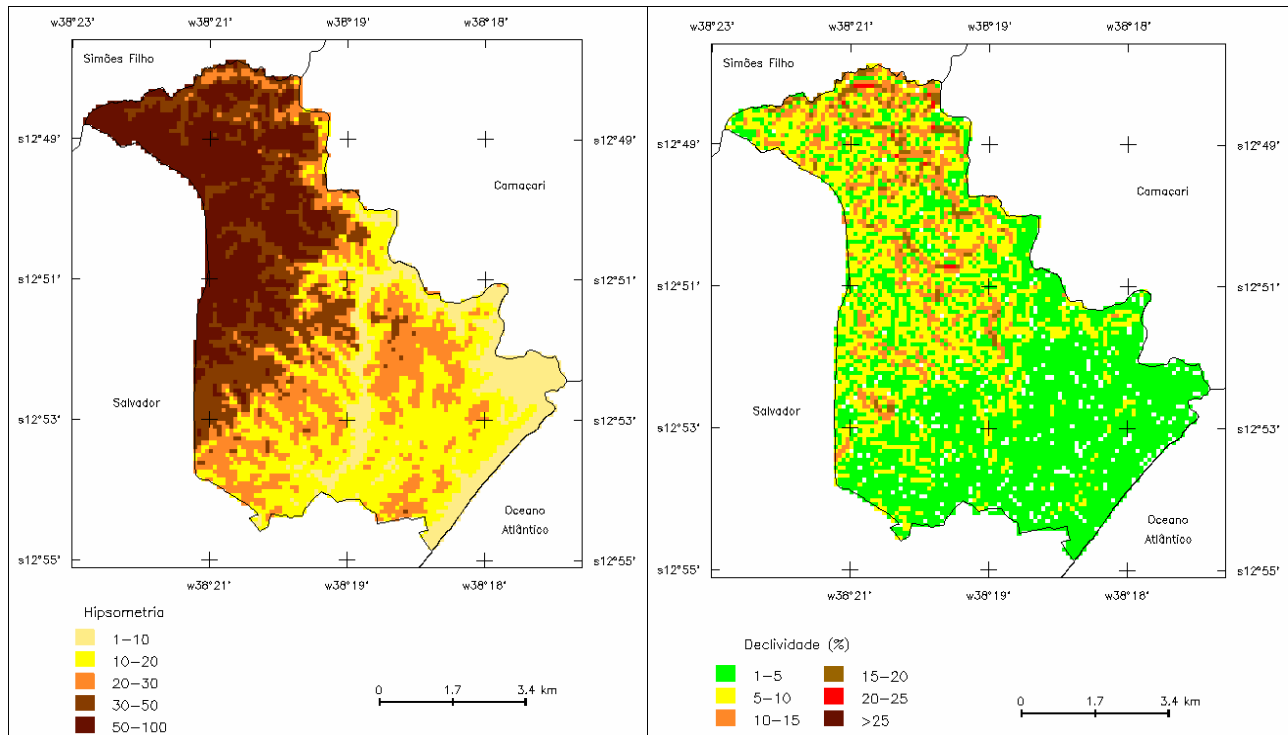 w38°23' w38°21' w38°19' w38°18'
Simões Filho
s12°49' s12°49'
Camaçari
s12°51' s12°51'
Salvador
s12°53' s12°53'
Oceano
Atlântico
s12°55' s12°55'
w38°21' w38°19' w38°18'
Hipsometria
1-10
10-20
20-30
30-50
50-100
0 1.7 3.4 km
w38°23' w38°21' w38°19' w38°18'
Simões Filho
s12°49' s12°49'
Camaçari
s12°51' s12°51'
Salvador
s12°53' s12°53'
Oceano
Atlântico
s12°55' s12°55'
w38°21' w38°19' w38°18'
Declividade (%)
1-5 15-20
5-10 20-25
10-15 >25
0 1.7 3.4 km